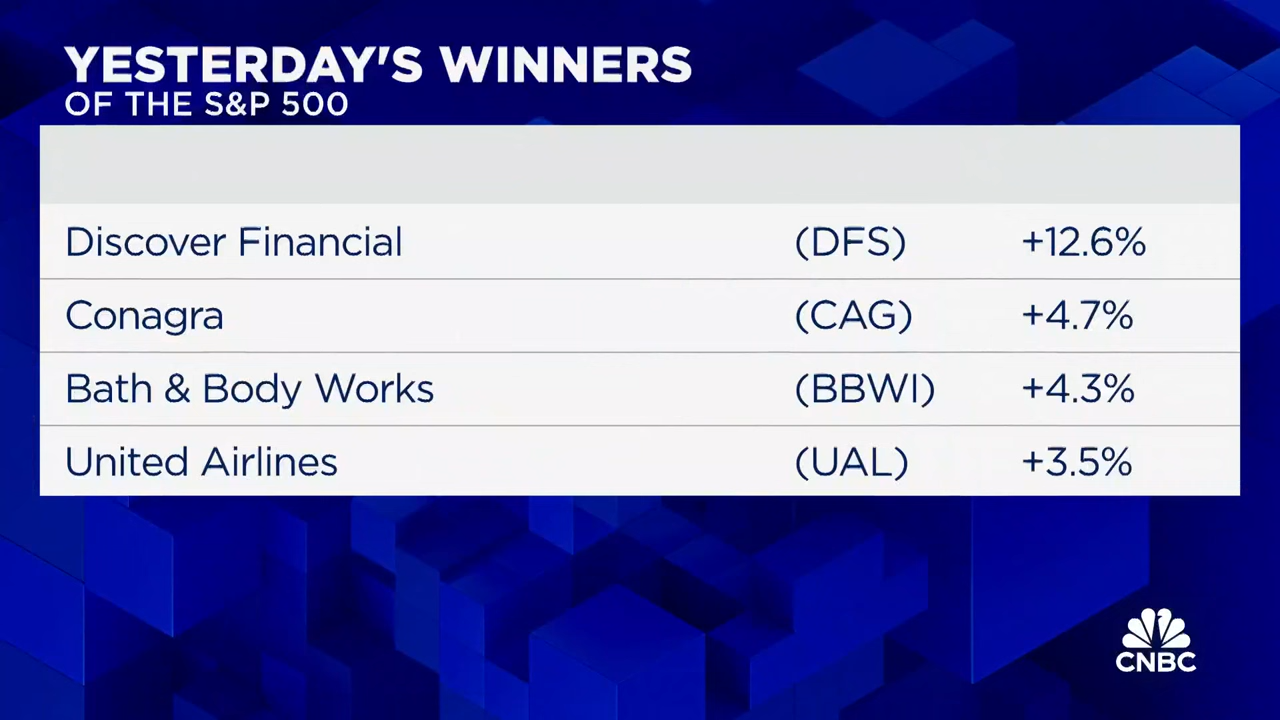 YESTERDAY'S WINNERS
OF THE S&P 500
Discover Financial (DFS) +12.6%
Conagra (CAG) +4.7%
Bath & Body Works (BBWI) +4.3%
United Airlines (UAL) +3.5%
CNBC